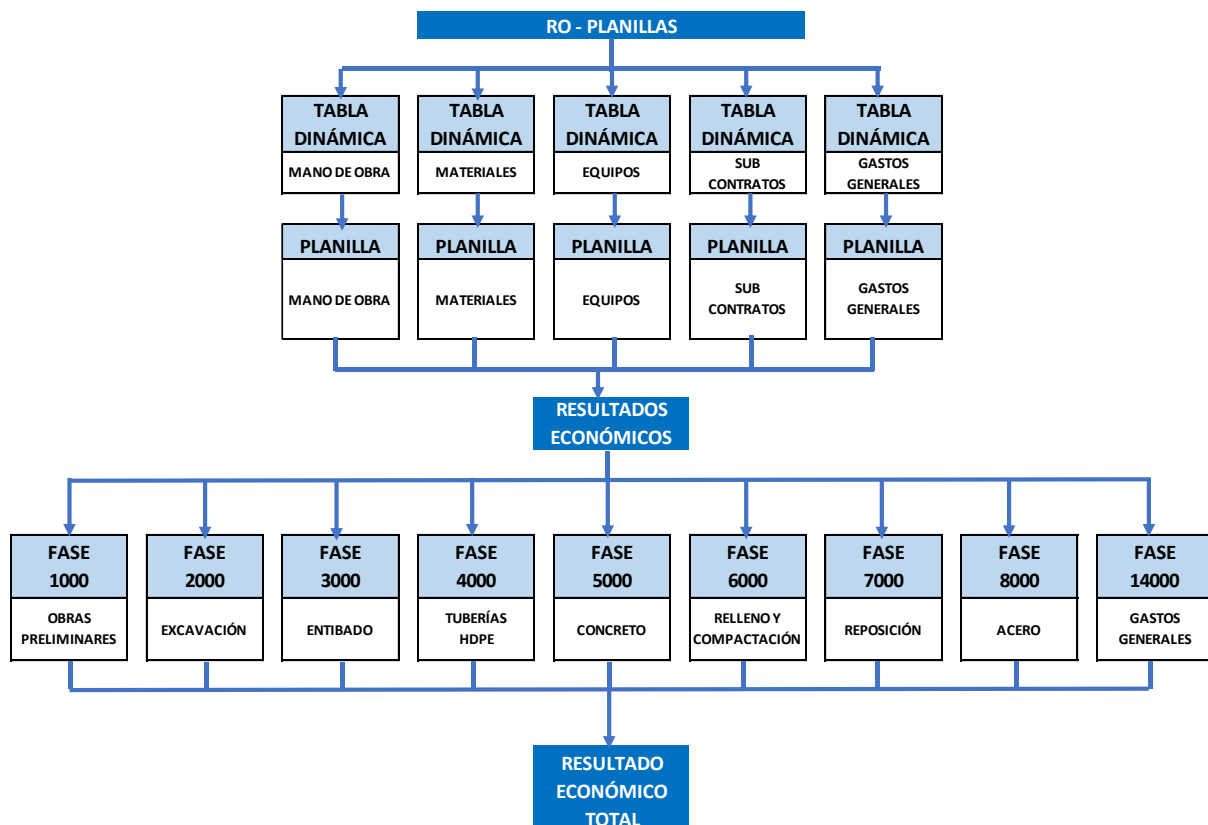 RO - PLANILLAS
TABLA
DINÁMICA
MANO DE OBRA
TABLA
DINÁMICA
MATERIALES
TABLA
DINÁMICA
EQUIPOS
TABLA
DINÁMICA
SUB
CONTRATOS
TABLA
DINÁMICA
GASTOS
GENERALES
PLANILLA
MANO DE OBRA
PLANILLA
MATERIALES
PLANILLA
EQUIPOS
PLANILLA
SUB
CONTRATOS
PLANILLA
GASTOS
GENERALES
RESULTADOS
ECONÓMICOS
FASE
1000
OBRAS
PRELIMINARES
FASE
2000
EXCAVACIÓN
FASE
3000
ENTIBADO
FASE
4000
TUBERÍAS
HDPE
FASE
5000
CONCRETO
FASE
6000
RELLENO Y
COMPACTACIÓN
FASE
7000
REPOSICIÓN
FASE
8000
ACERO
FASE
14000
GASTOS
GENERALES
RESULTADO
ECONÓMICO
TOTAL